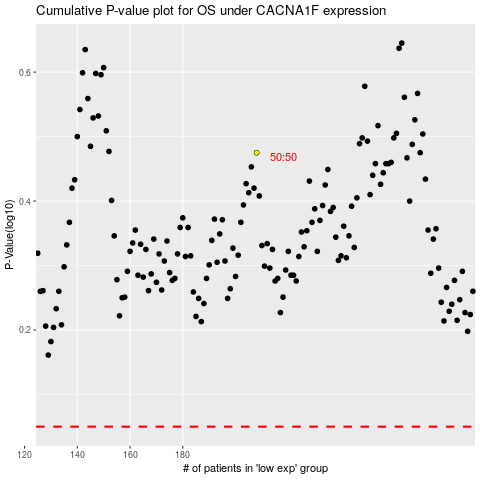 Cumulative P-value plot for OS under CACNA1F expression
P-Value(log10)
0.6
0.4
0.2
50:50
120 140 160 180
# of patients in 'low exp' group